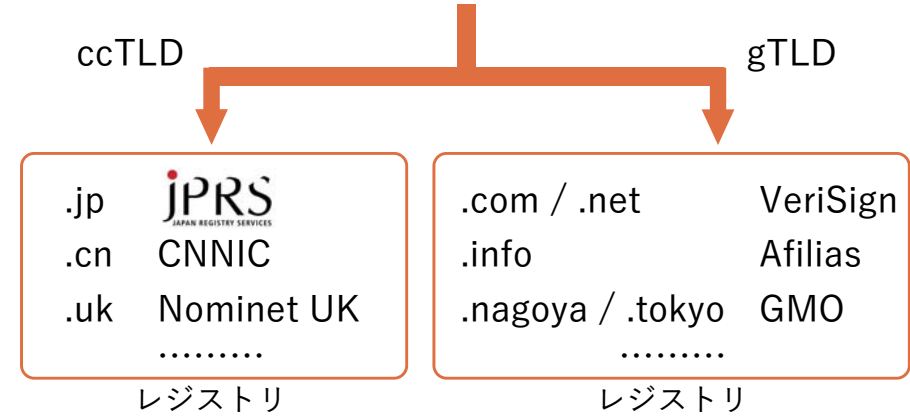 ccTLD
gTLD
.jp JPRS
JAPAN REGISTRY SERVICES
.cn CNNIC
.uk Nominet UK
………
レジストリ
.com / .net VeriSign
.info Afilias
.nagoya / .tokyo GMO
………
レジストリ